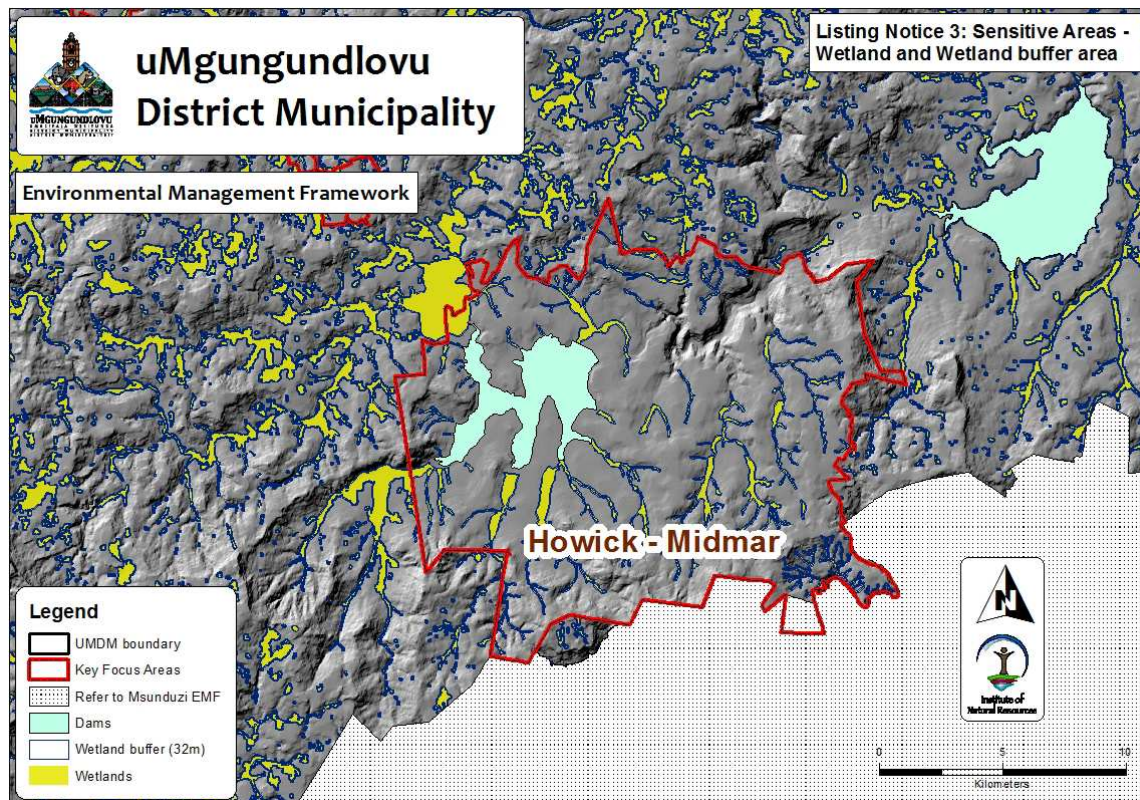 uMgungundlovu
District Municipality
uMGUNGUNDLOVU
Listing Notice 3: Sensitive Areas -
Wetland and Wetland buffer area
Environmental Management Framework
Howick - Midmar
Legend
UMDM boundary
Key Focus Areas
Refer to Msunduzi EMF
Dams
Wetland buffer (32m)
Wetlands
N
Institute of
Natural Resources
0 5 10
Kilometers